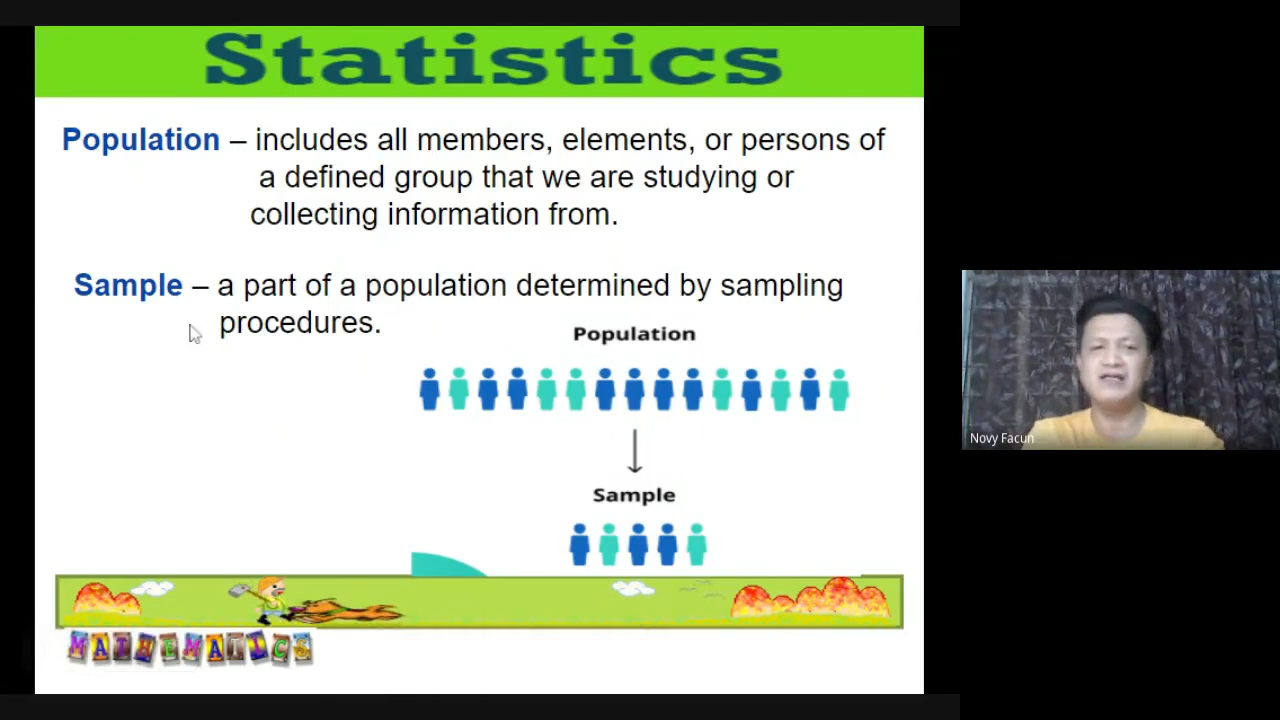 Statistics
Population – includes all members, elements, or persons of
a defined group that we are studying or
collecting information from.
Sample – a part of a population determined by sampling
procedures.
Population
Sample
Novy Facun
MATHEMATICS